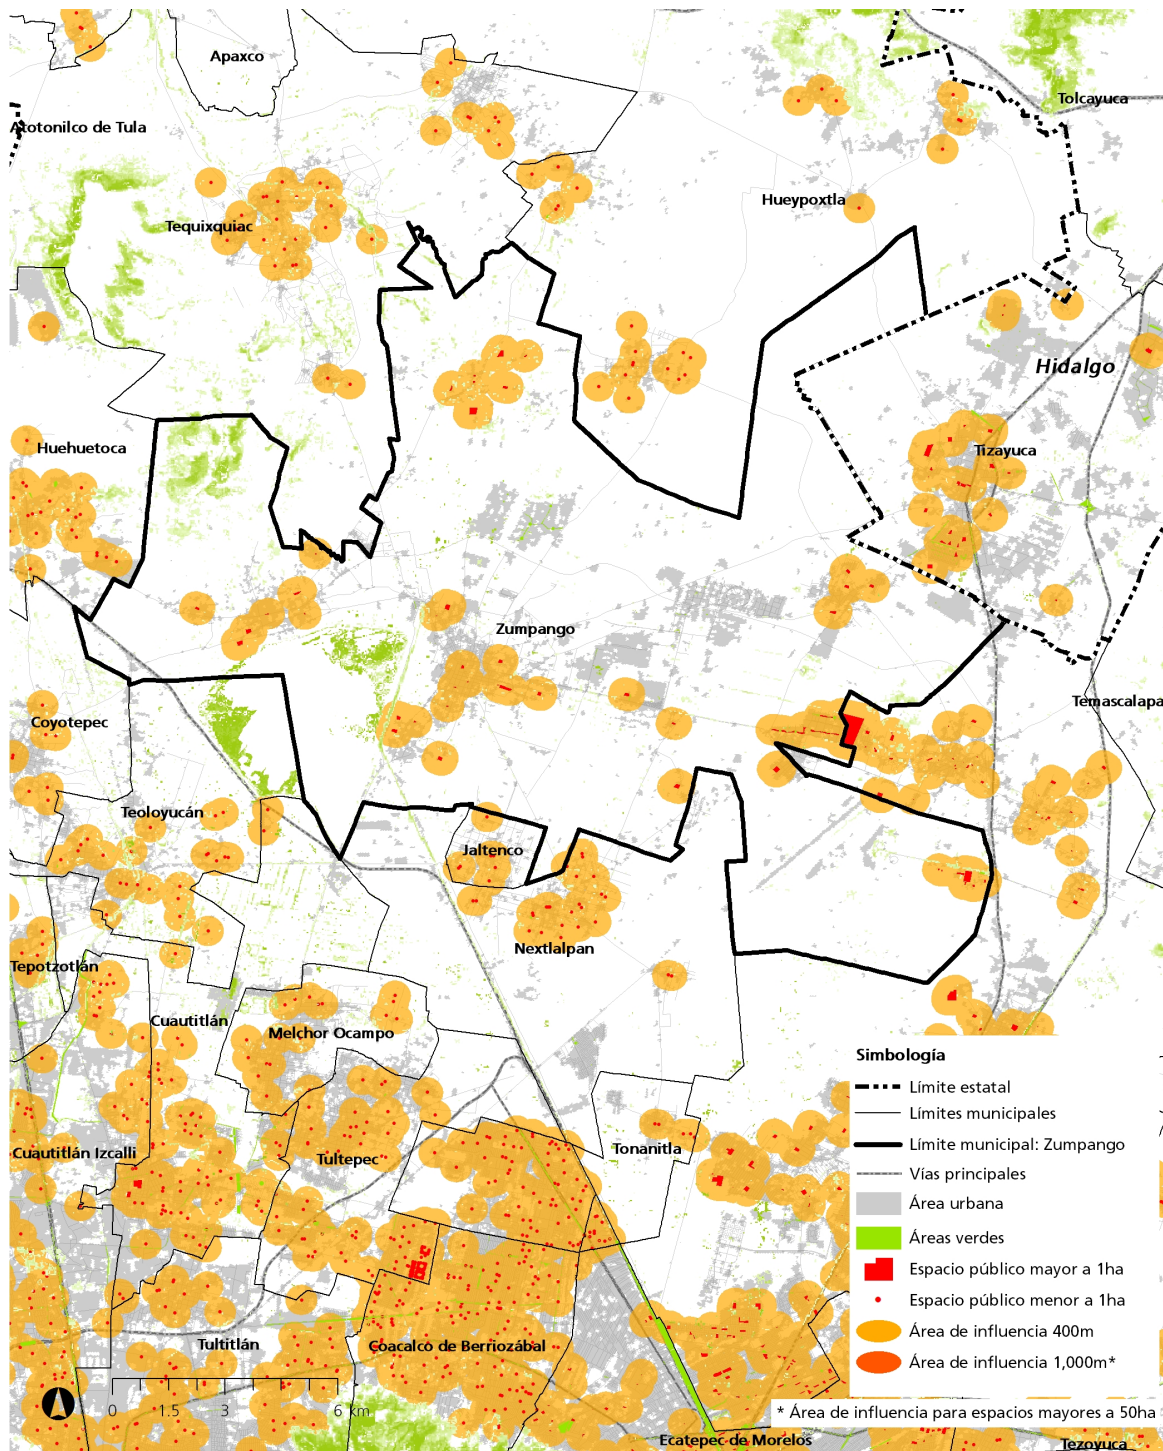 Apaxco
Tolcayuca
Atotonilco de Tula
Hueypoxtla
Tequixquiac
Hidalgo
Huehuetoca
Tizayuca
Zumpango
Temascalapa
Coyotepec
Teoloyucán
Jaltenco
Nextlalpan
Tepotzotlán
Cuautitlán
Melchor Ocampo
Cuautitlán Izcalli
Tultepec
Tonanitla
Tultitlán
Coacalco de Berriozábal
Ecatepec de Morelos
Tezoyuca
0 1.5 3 6 km
Simbología
Límite estatal
Límites municipales
Límite municipal: Zumpango
Vías principales
Área urbana
Áreas verdes
Espacio público mayor a 1ha
Espacio público menor a 1ha
Área de influencia 400m
Área de influencia 1,000m*
* Área de influencia para espacios mayores a 50ha